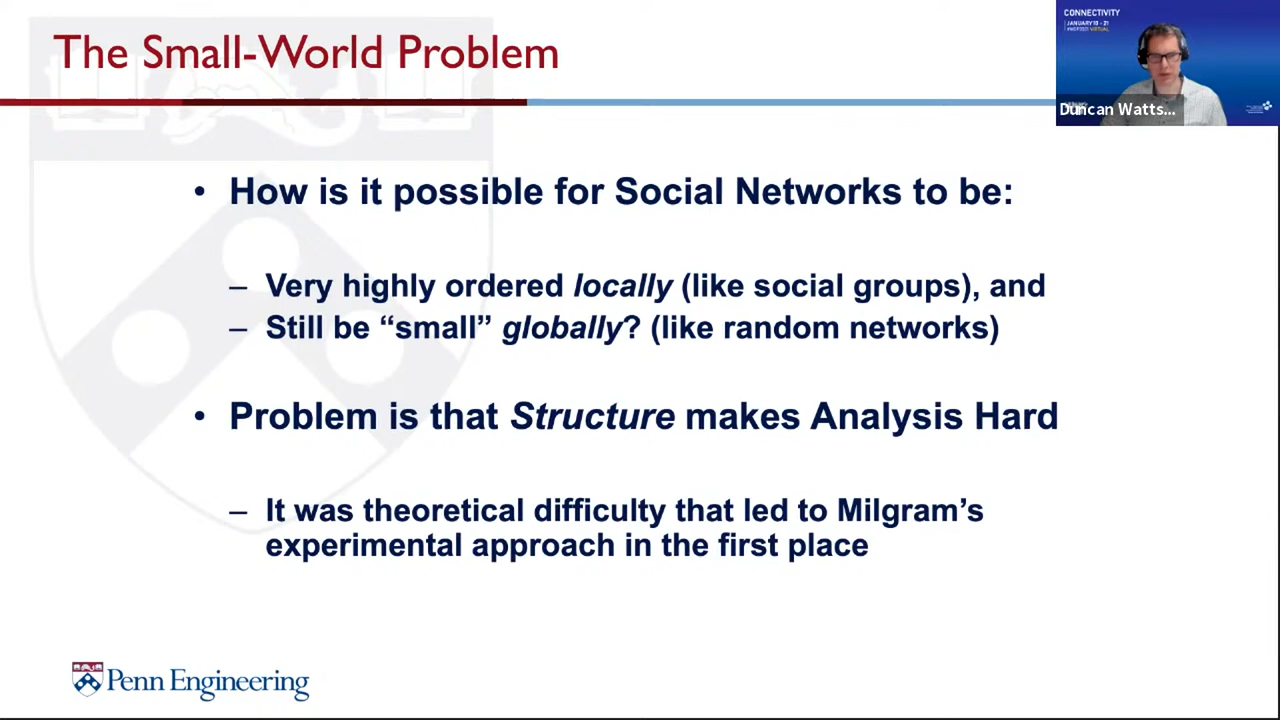 The Small-World Problem
CONNECTIVITY
JANUARY 10 - 21
VIRTUAL
Duncan Watts...
• How is it possible for Social Networks to be:
– Very highly ordered locally (like social groups), and
– Still be “small” globally? (like random networks)
• Problem is that Structure makes Analysis Hard
– It was theoretical difficulty that led to Milgram’s
experimental approach in the first place
Penn Engineering